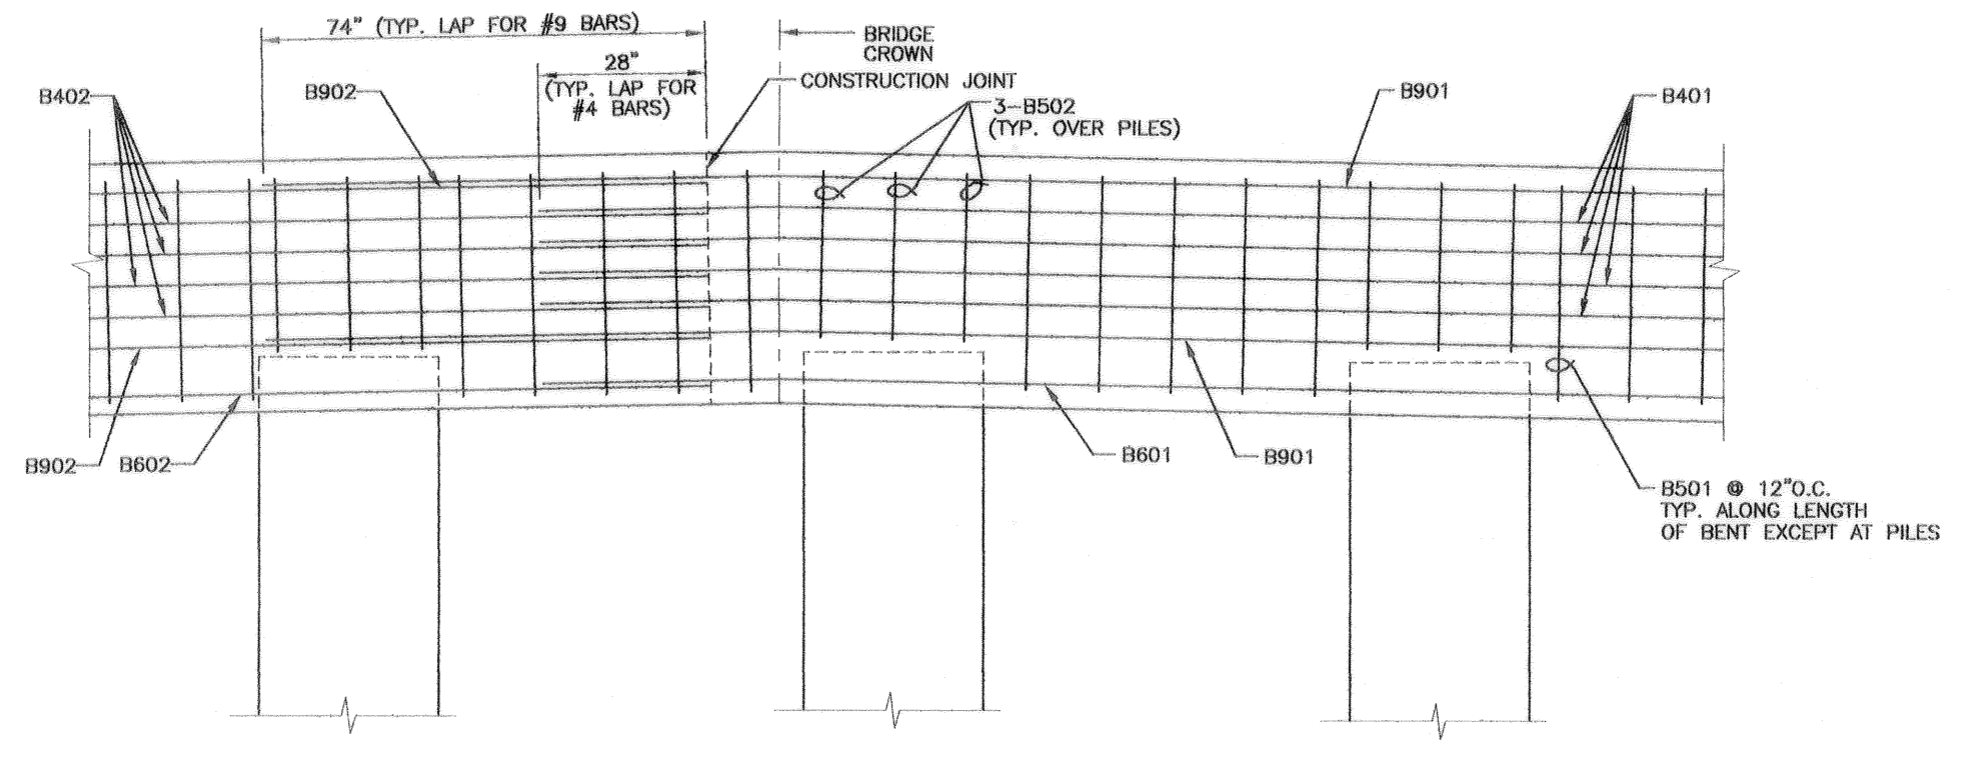 74" (TYP. LAP FOR #9 BARS)
BRIDGE
CROWN
28"
(TYP. LAP FOR
#4 BARS)
CONSTRUCTION JOINT
B402
B902
3-B502
(TYP. OVER PILES)
B901
B401
B902
B602
B601
B901
B501 @ 12"O.C.
TYP. ALONG LENGTH
OF BENT EXCEPT AT PILES